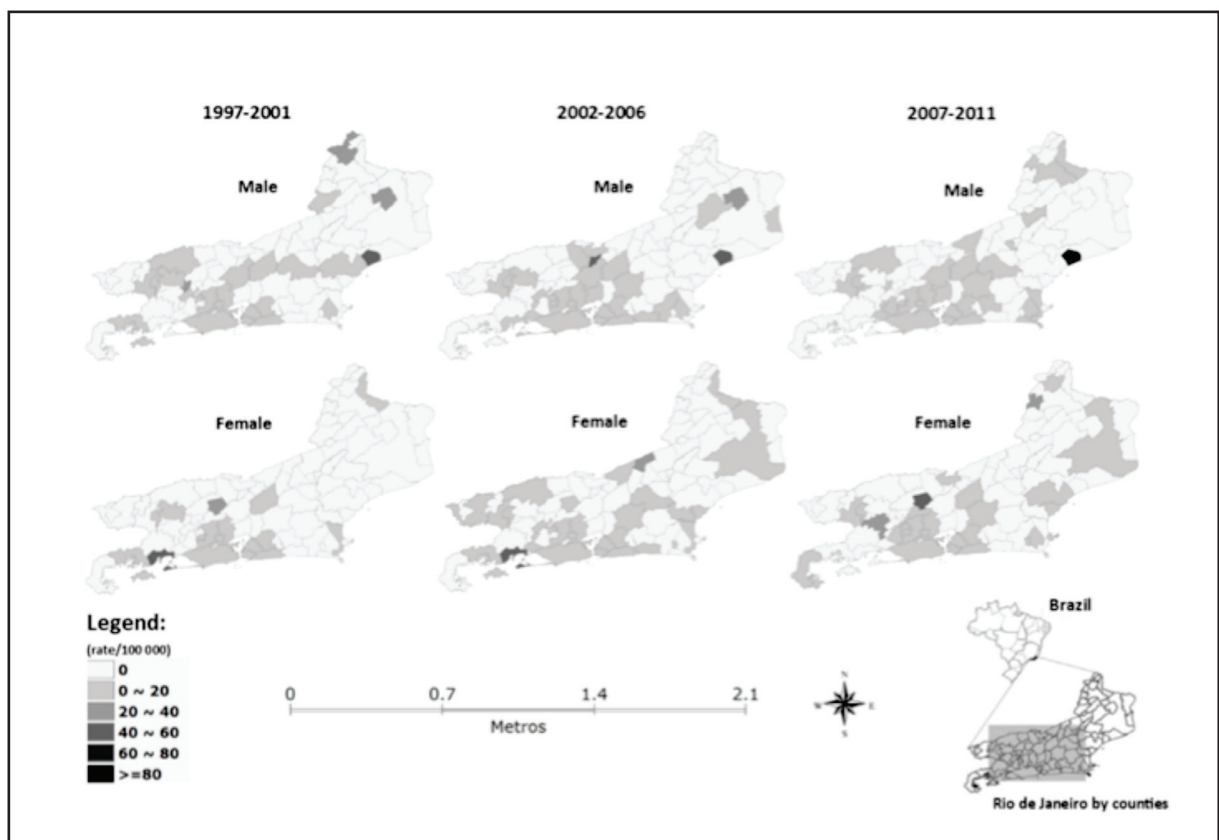 1997-2001
2002-2006
2007-2011
Male
Male
Male
Female
Female
Female
Legend:
(rate/100 000)
0
0 ~ 20
20 ~ 40
40 ~ 60
60 ~ 80
>=80
0 0.7 1.4 2.1
Metros
N
W E
S
Brazil
Rio de Janeiro by counties